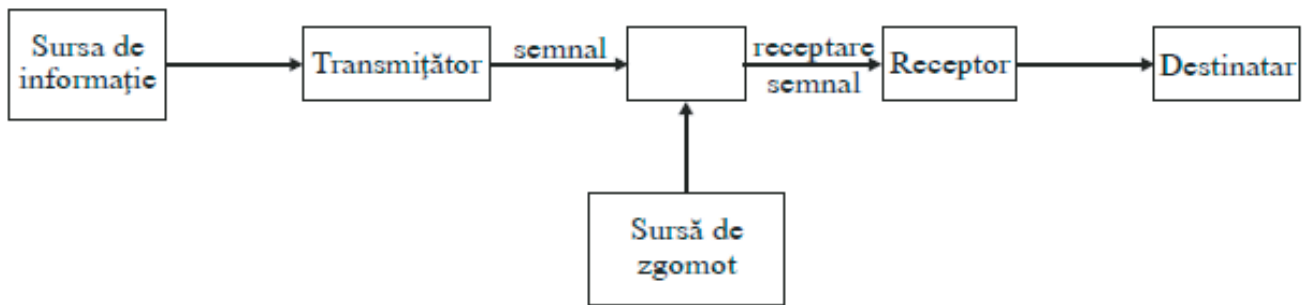 Sursa de
informaţie
Transmiţător
semnal
receptare
semnal
Receptor
Destinatar
Sursă de
zgomot